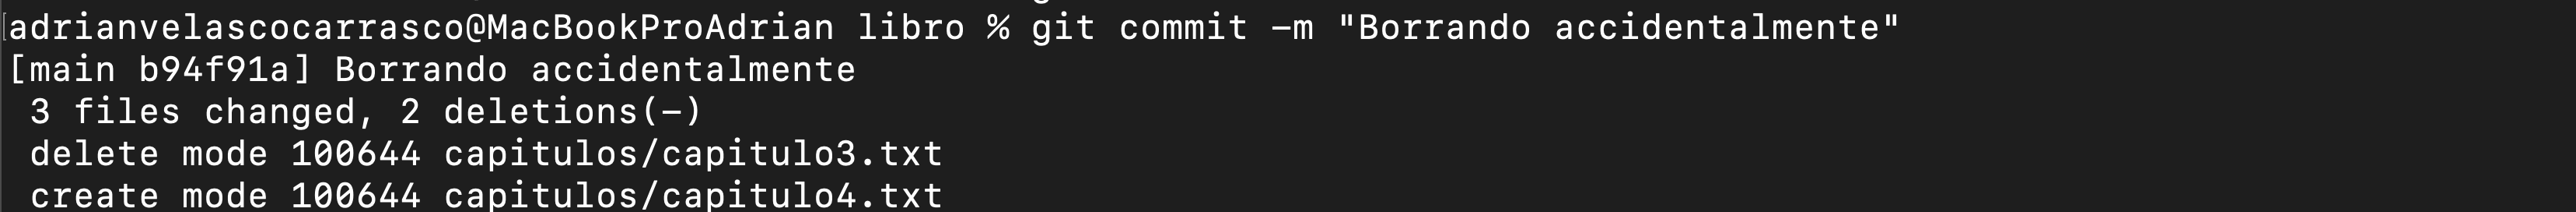 [adrianvelascocarrasco@MacBookProAdrian libro % git commit -m "Borrando accidentalmente"
[main b94f91a] Borrando accidentalmente
 3 files changed, 2 deletions(-)
 delete mode 100644 capitulos/capitulo3.txt
 create mode 100644 capitulos/capitulo4.txt